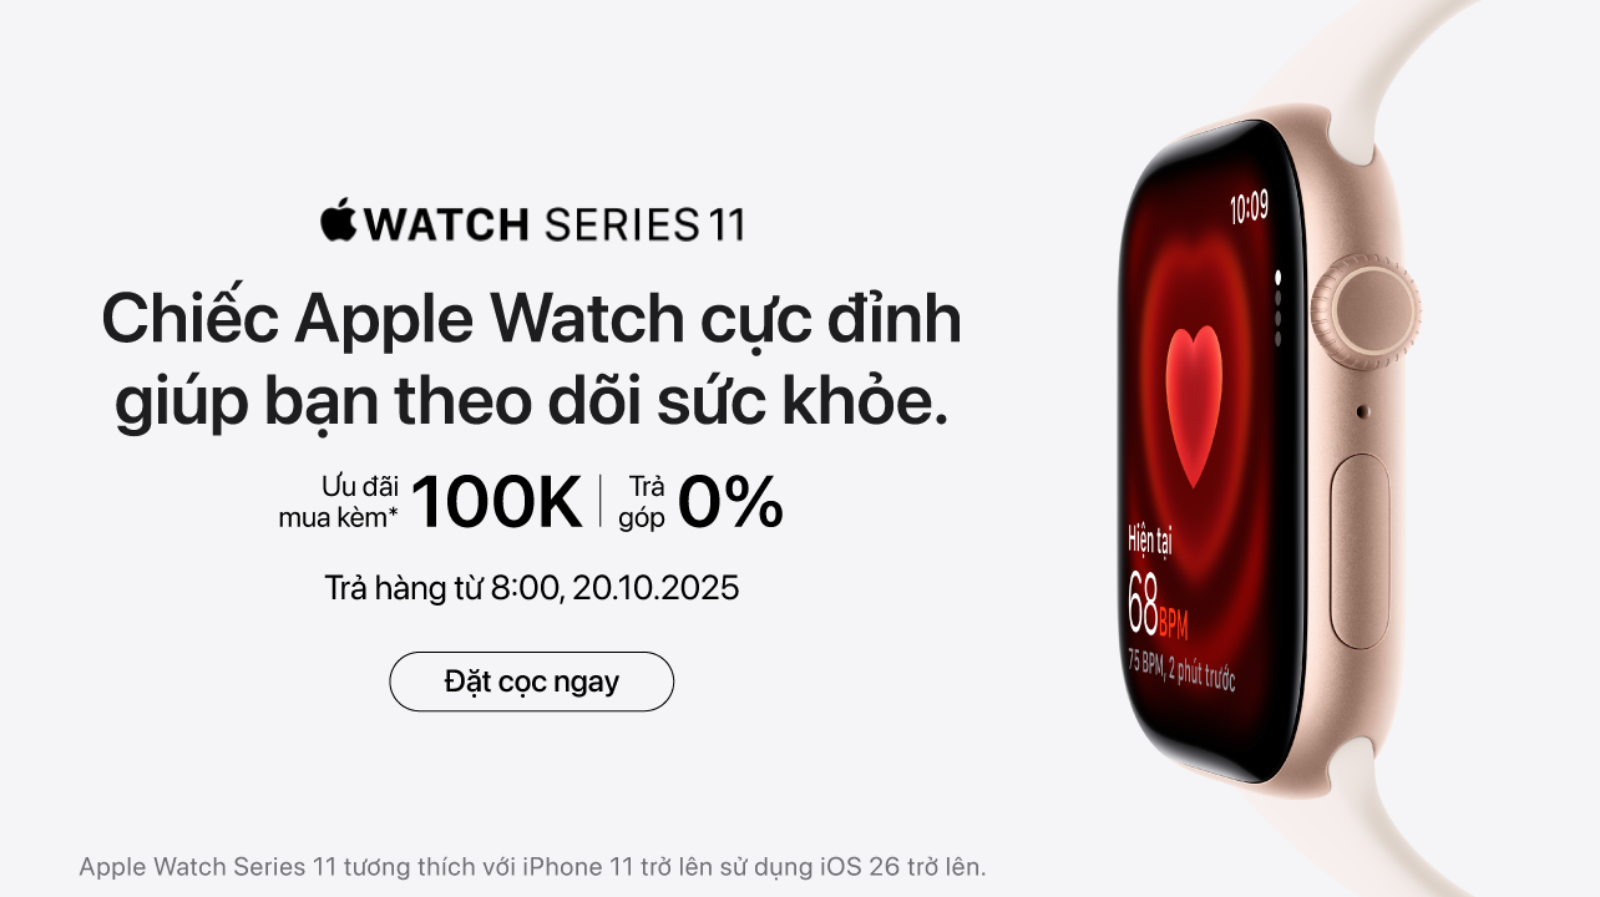 WATCH SERIES 11
Chiếc Apple Watch cực đỉnh
giúp bạn theo dõi sức khỏe.
Ưu đãi
mua kèm*
100K
Trả
góp
0%
Trả hàng từ 8:00, 20.10.2025
Đặt cọc ngay
Apple Watch Series 11 tương thích với iPhone 11 trở lên sử dụng iOS 26 trở lên.
10:09
Hiện tại
68BPM
75 BPM, 2 phút trước